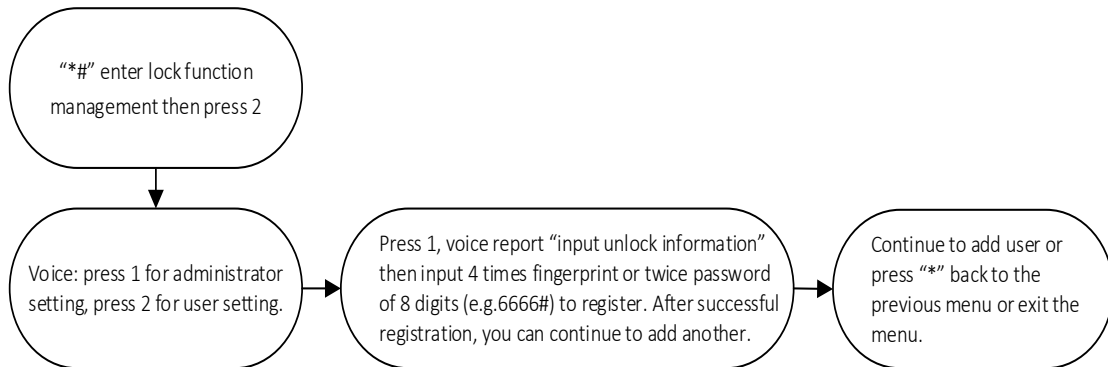 “*#” enter lock function
management then press 2
Voice: press 1 for administrator
setting, press 2 for user setting.
Press 1, voice report “input unlock information”
then input 4 times fingerprint or twice password
of 8 digits (e.g.6666#) to register. After successful
registration, you can continue to add another.
Continue to add user or
press “*” back to the
previous menu or exit the
menu.